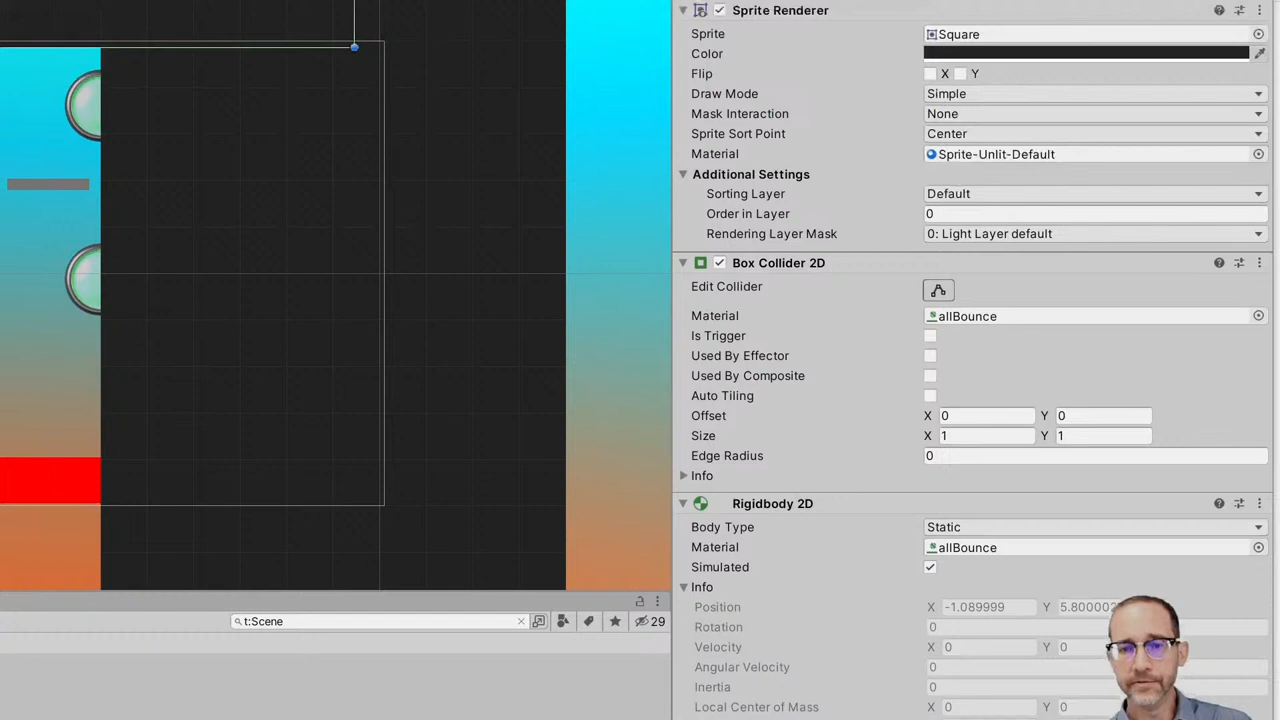 Sprite Renderer
Sprite Square
Color
Flip X Y
Draw Mode Simple
Mask Interaction None
Sprite Sort Point Center
Material Sprite-Unlit-Default
Additional Settings
Sorting Layer Default
Order in Layer 0
Rendering Layer Mask 0: Light Layer default
Box Collider 2D
Edit Collider
Material allBounce
Is Trigger
Used By Effector
Used By Composite
Auto Tiling
Offset X 0 Y 0
Size X 1 Y 1
Edge Radius 0
Info
Rigidbody 2D
Body Type Static
Material allBounce
Simulated
Info
Position X -1.089999 Y
Rotation 0
Velocity X 0 Y 0
Angular Velocity 0
Inertia 0
Local Center of Mass X 0 Y 0
t:Scene 29